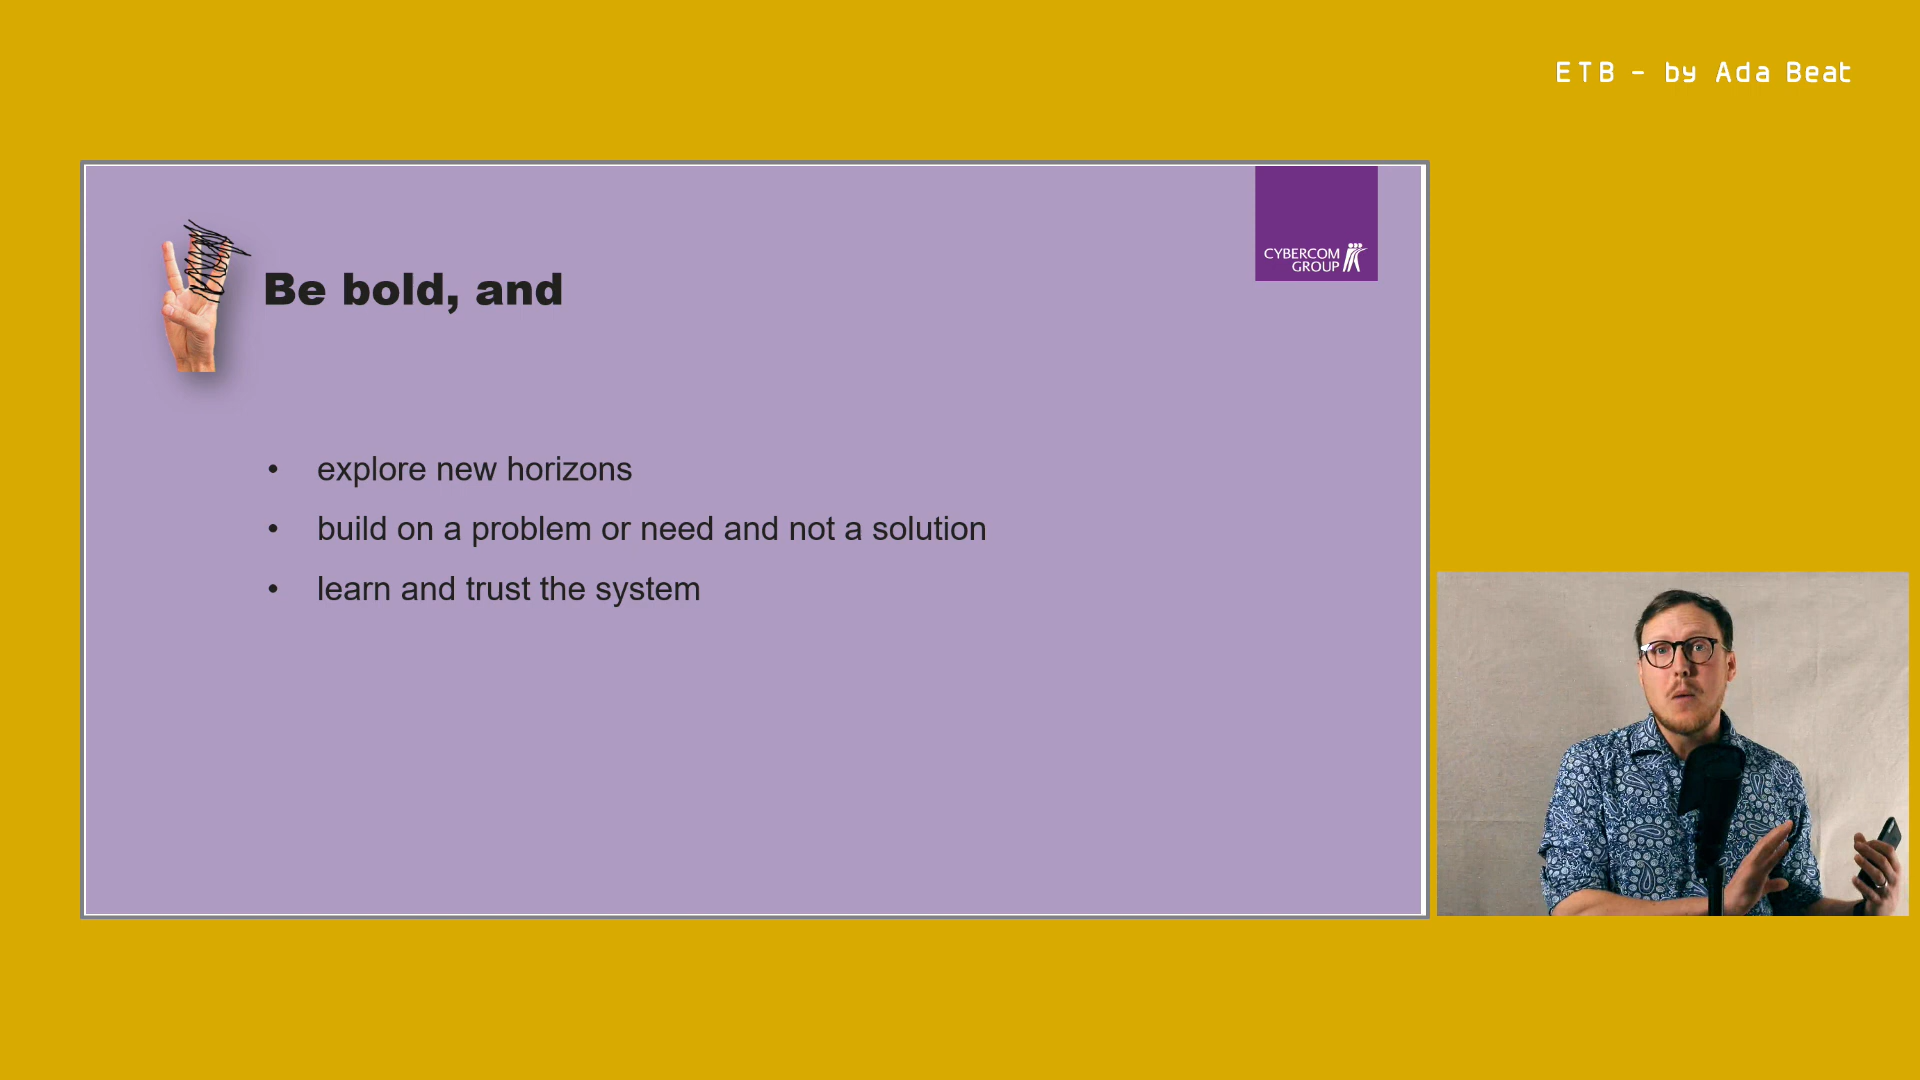 ETB - by Ada Beat
CYBERCOM
GROUP
Be bold, and
• explore new horizons
• build on a problem or need and not a solution
• learn and trust the system